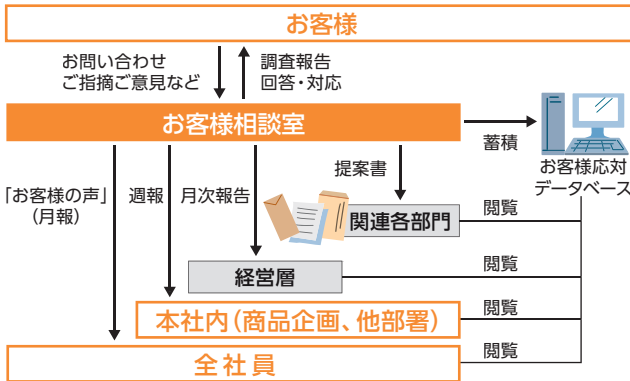 お客様
お問い合わせ
ご指摘ご意見など
調査報告
回答・対応
お客様相談室
蓄積
お客様応対
データベース
「お客様の声」
(月報)
週報
月次報告
提案書
関連各部門
閲覧
経営層
閲覧
本社内(商品企画、他部署)
閲覧
全社員
閲覧